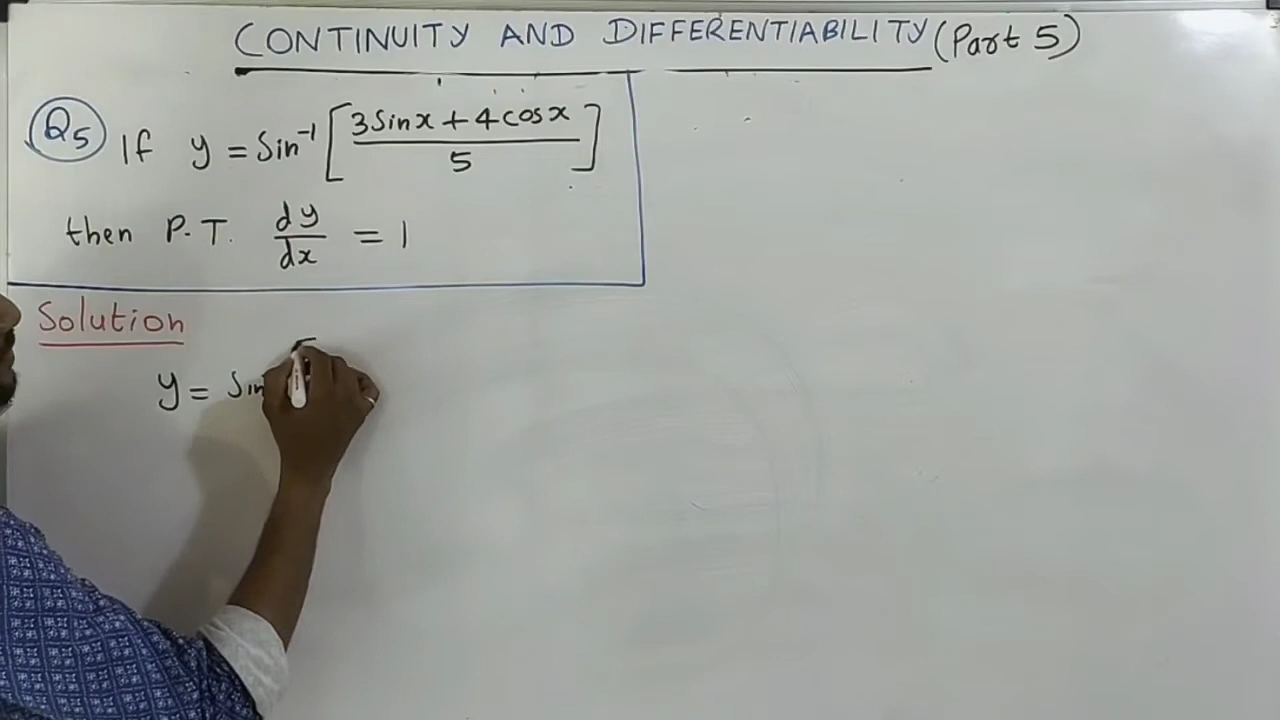 CONTINUITY AND DIFFERENTIABILITY (Part 5)
Q5 If y = Sin⁻¹ [ (3 Sin x + 4 cos x) / 5 ]
then P.T. dy/dx = 1
Solution
y = Sin